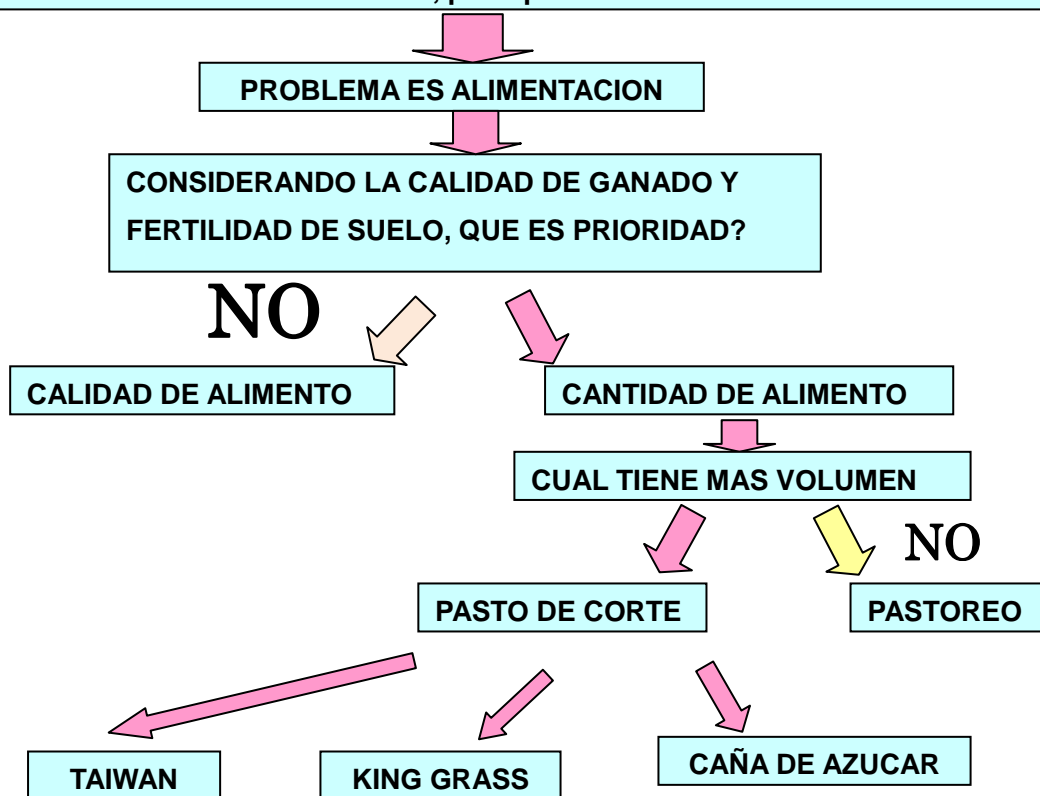 PROBLEMA ES ALIMENTACION
CONSIDERANDO LA CALIDAD DE GANADO Y
FERTILIDAD DE SUELO, QUE ES PRIORIDAD?
NO
CALIDAD DE ALIMENTO
CANTIDAD DE ALIMENTO
CUAL TIENE MAS VOLUMEN
NO
PASTO DE CORTE
PASTOREO
TAIWAN
KING GRASS
CAÑA DE AZUCAR